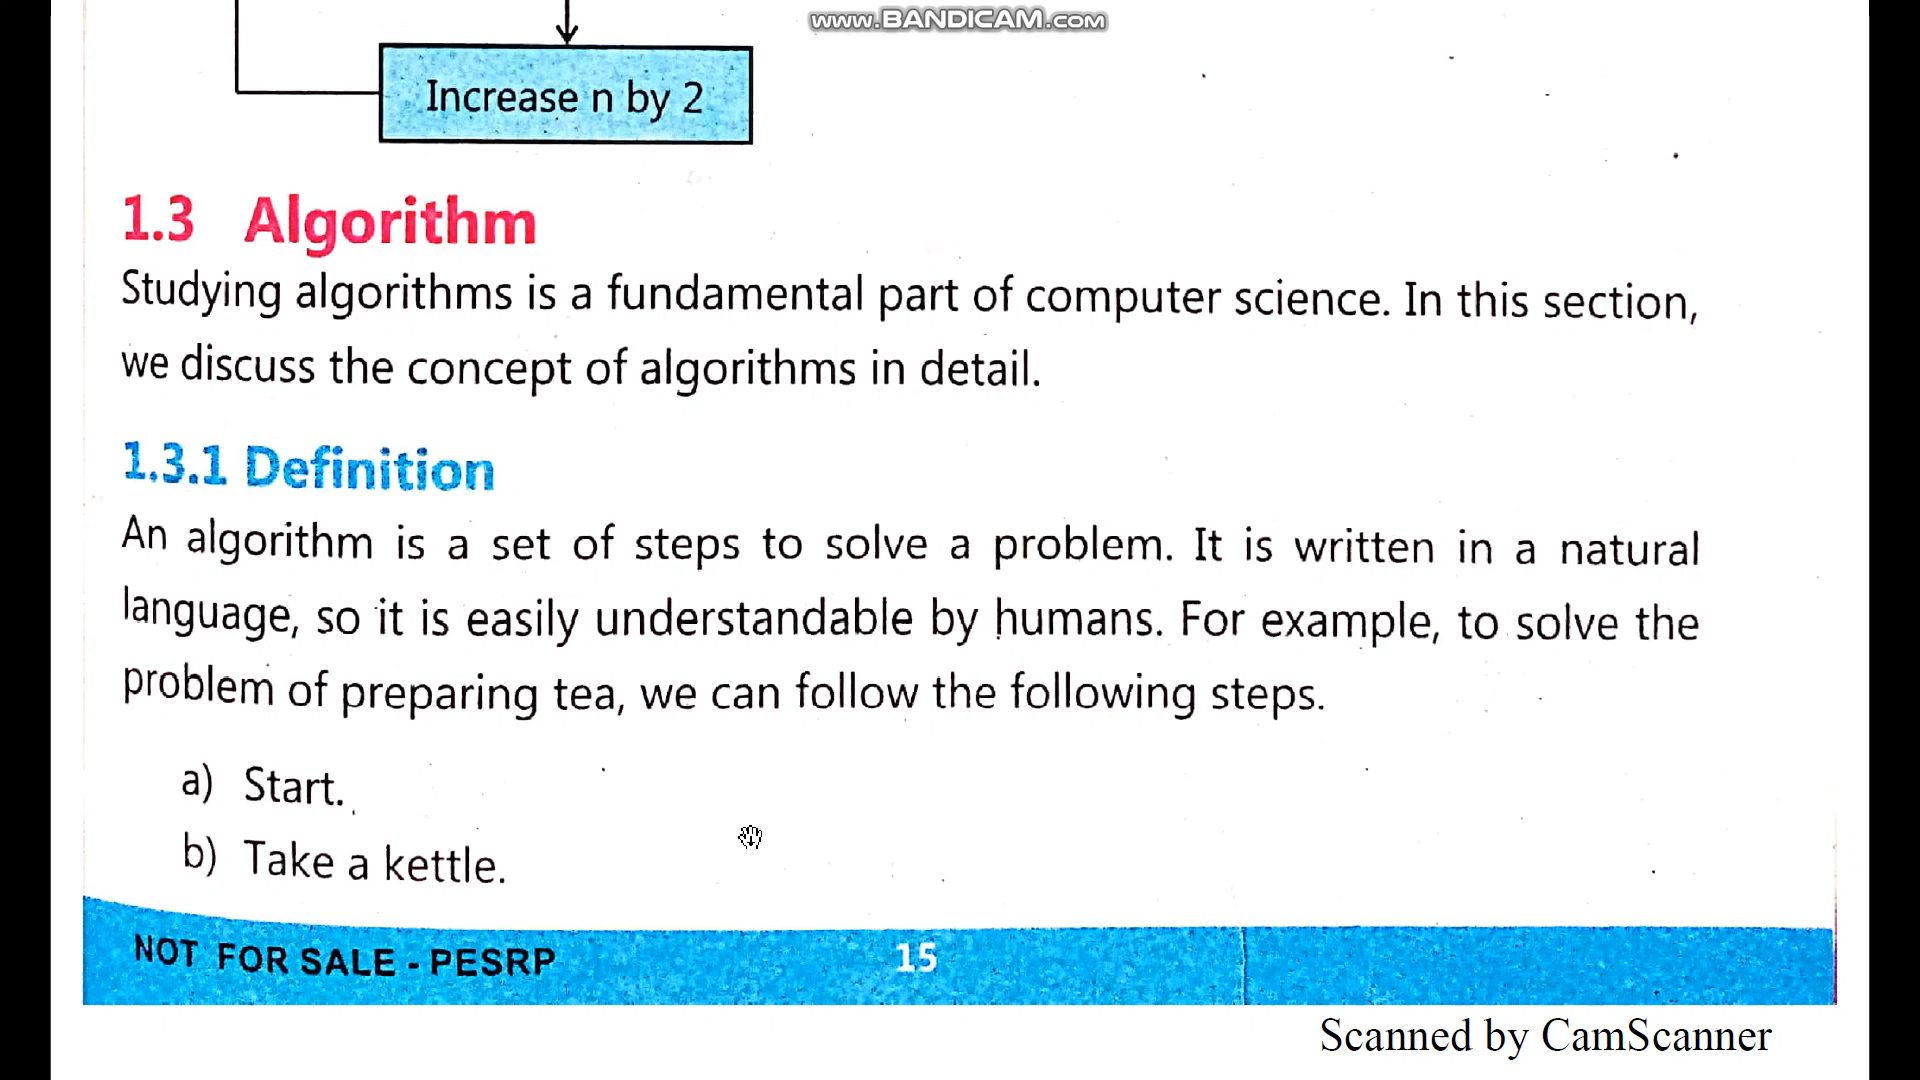 www.BANDICAM.com
Increase n by 2
1.3 Algorithm
Studying algorithms is a fundamental part of computer science. In this section,
we discuss the concept of algorithms in detail.
1.3.1 Definition
An algorithm is a set of steps to solve a problem. It is written in a natural
language, so it is easily understandable by humans. For example, to solve the
problem of preparing tea, we can follow the following steps.
a) Start.
b) Take a kettle.
NOT FOR SALE - PESRP
15
Scanned by CamScanner